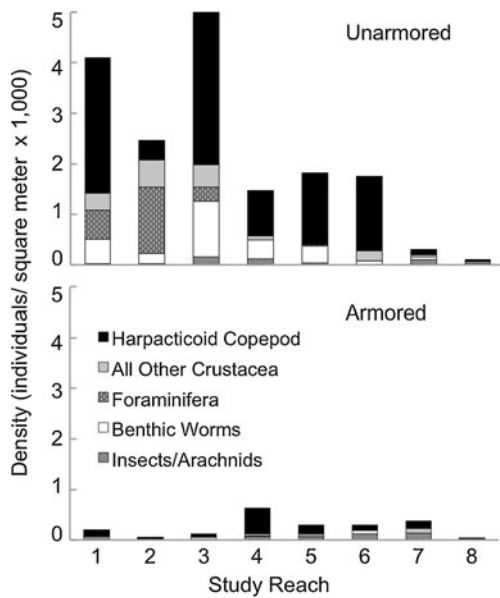 Density (individuals/ square meter x 1,000)
5
4
3
2
1
0
Unarmored
5
4
3
2
1
0
Armored
Harpacticoid Copepod
All Other Crustacea
Foraminifera
Benthic Worms
Insects/Arachnids
1 2 3 4 5 6 7 8
Study Reach